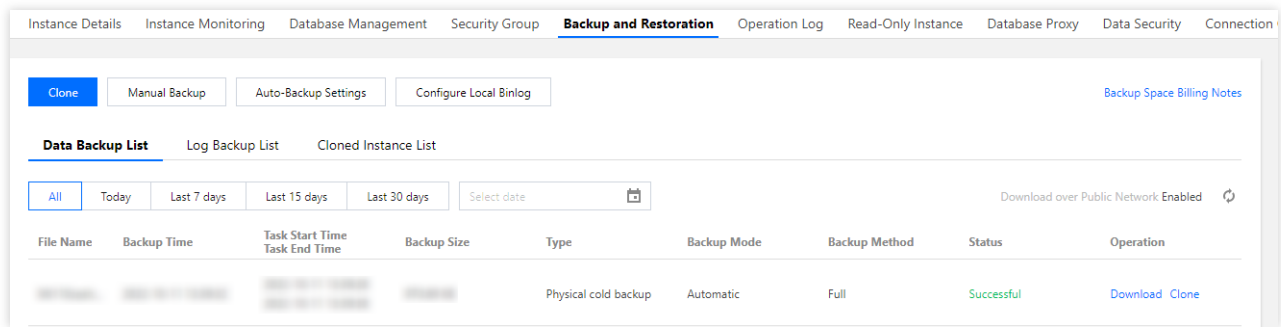 Instance Details Instance Monitoring Database Management Security Group Backup and Restoration Operation Log Read-Only Instance Database Proxy Data Security Connection
Clone Manual Backup Auto-Backup Settings Configure Local Binlog Backup Space Billing Notes
Data Backup List Log Backup List Cloned Instance List
All Today Last 7 days Last 15 days Last 30 days Select date Download over Public Network Enabled
File Name Backup Time Task Start Time Backup Size Type Backup Mode Backup Method Status Operation
Task End Time
Physical cold backup Automatic Full Successful Download Clone